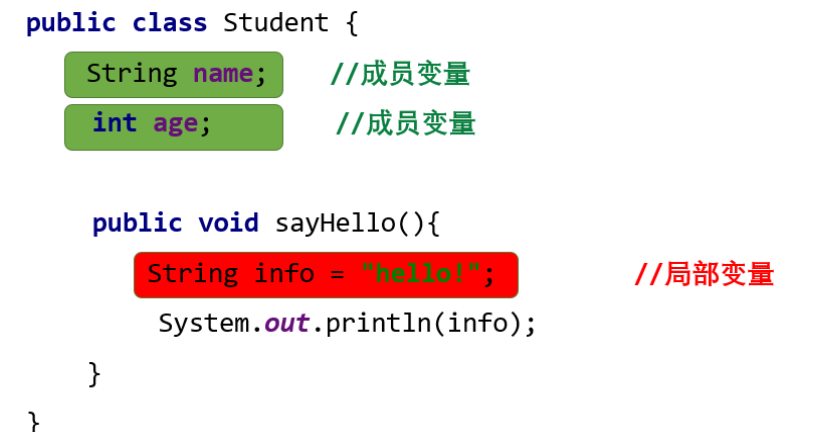 public class Student {
String name; //成员变量
int age; //成员变量
public void sayHello(){
String info = "hello!"; //局部变量
System.out.println(info);
}
}